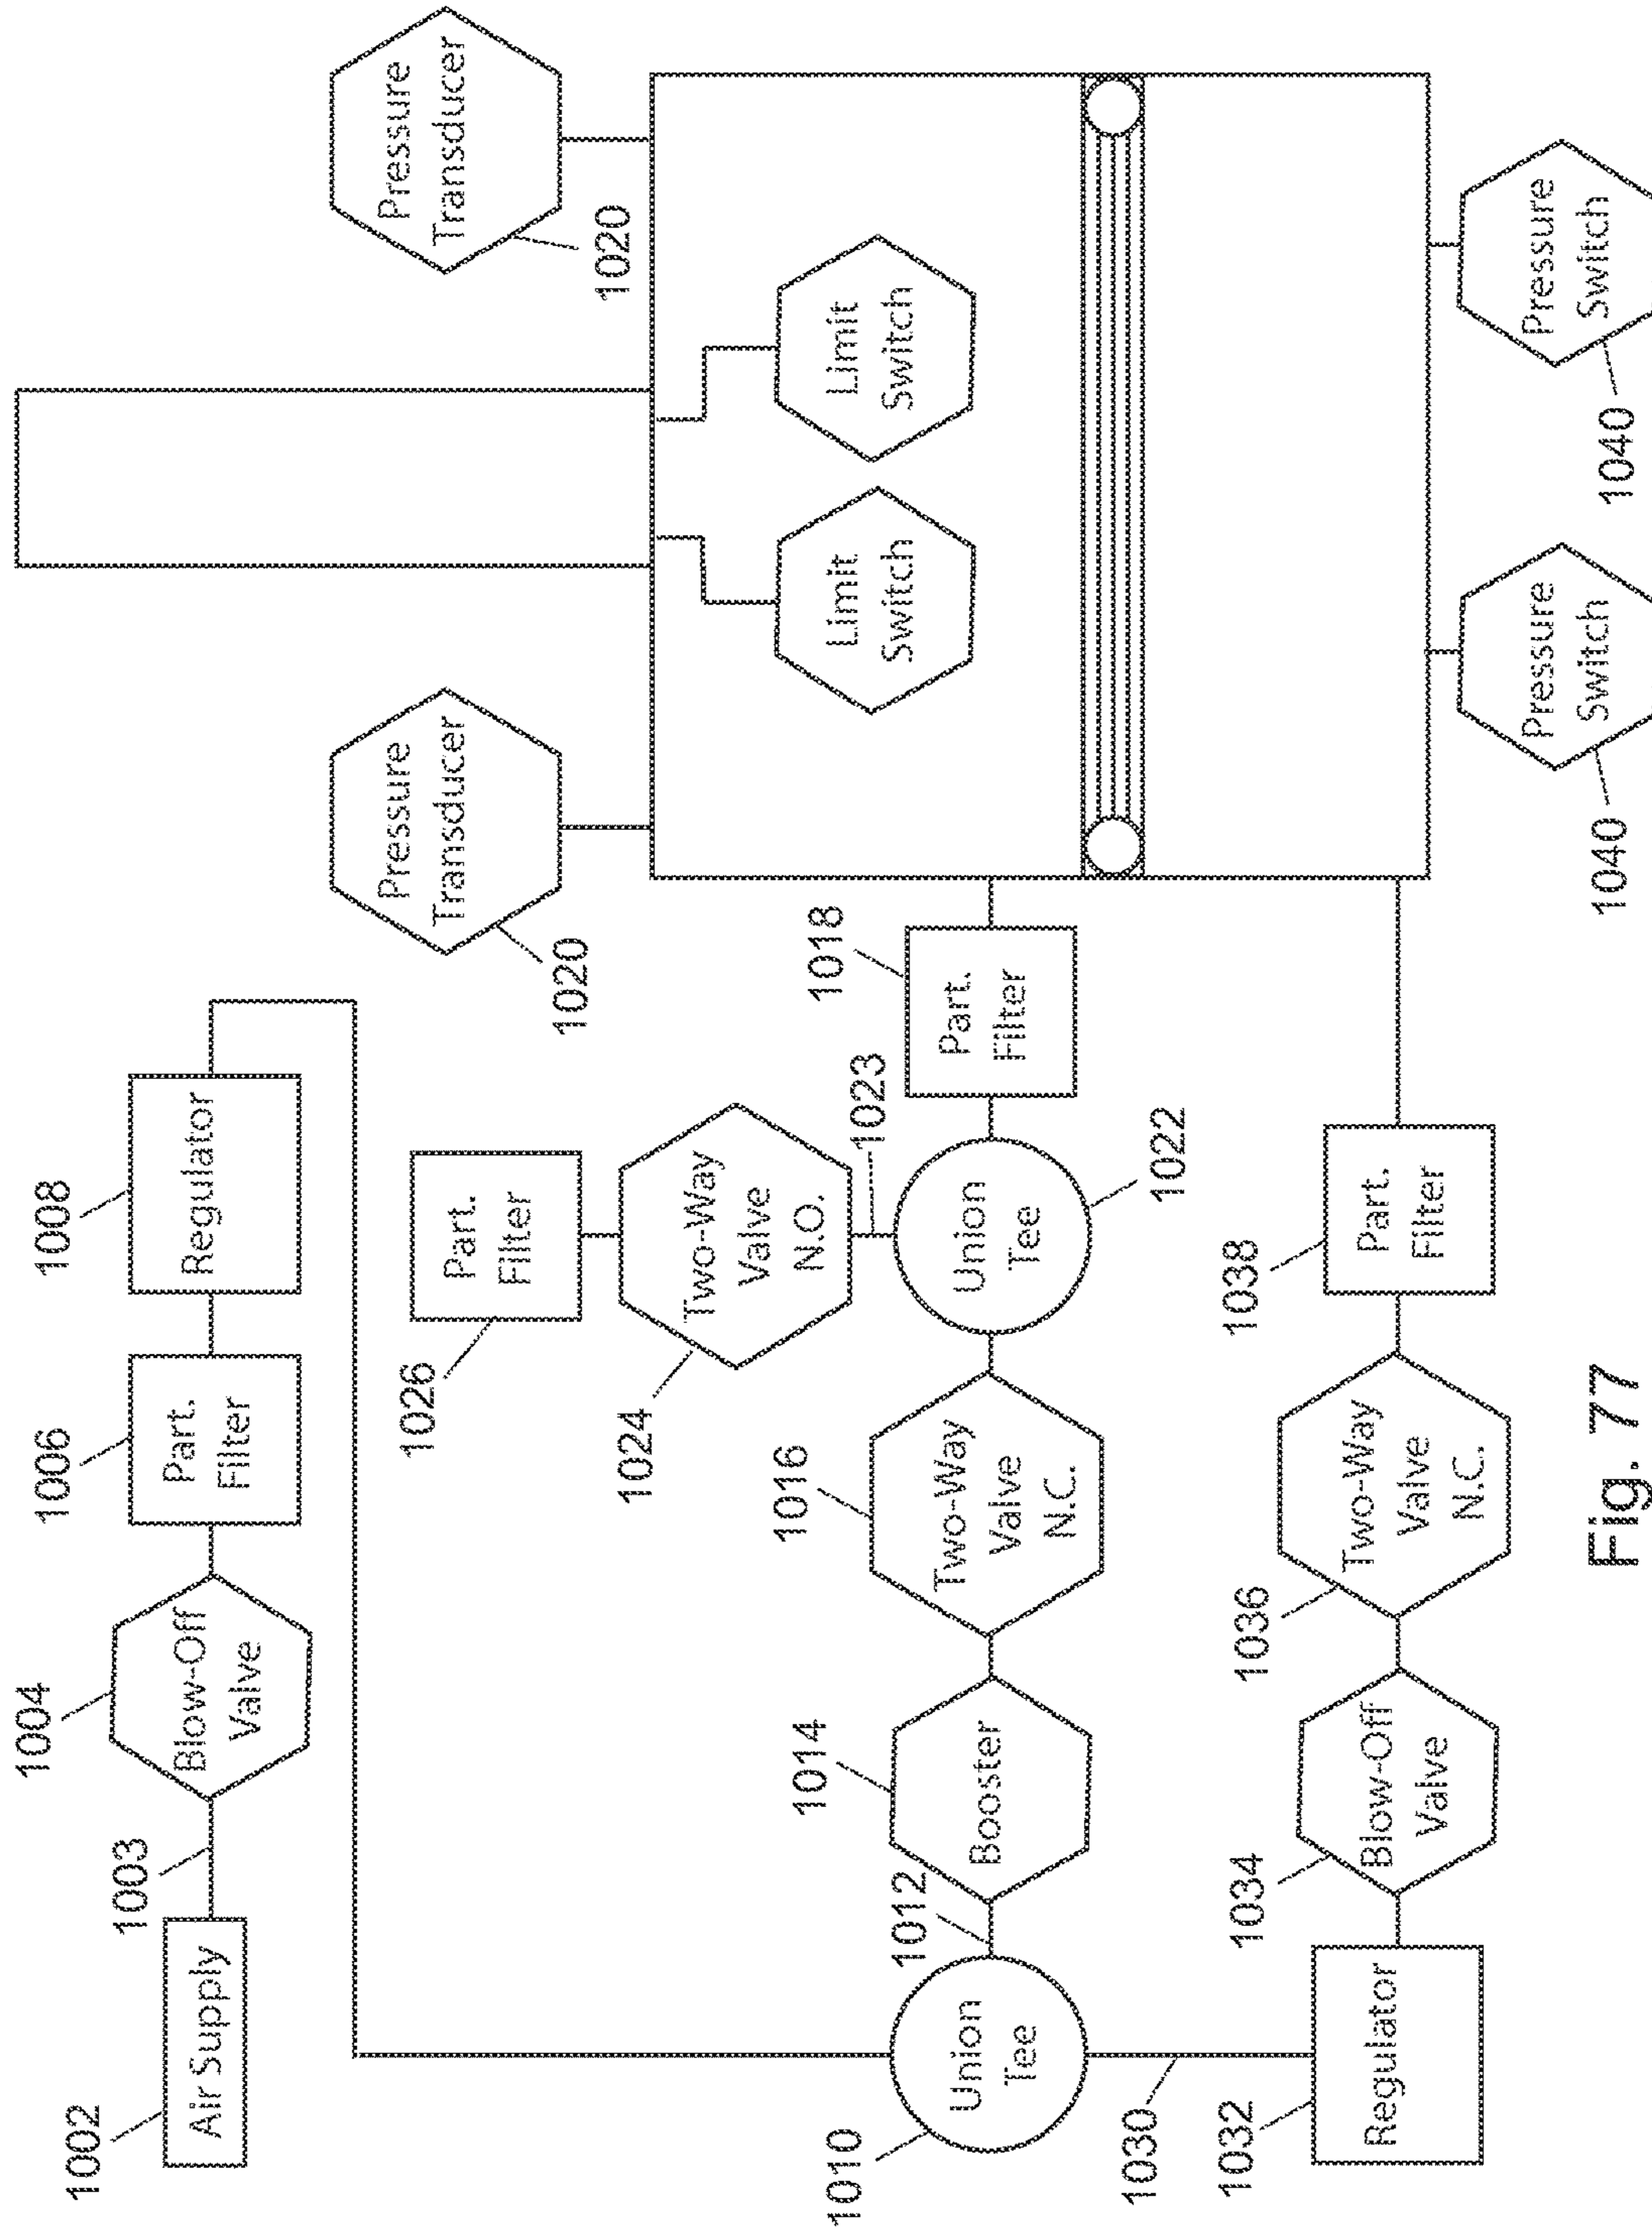 1002
Air Supply
1003
1004
Blow-Off
Valve
1006
Part.
Filter
1008
Regulator
1010
Union
Tee
1012
1014
Booster
1016
Two-Way
Valve
N.C.
1026
Part.
Filter
1024
Two-Way
Valve
N.O.
1023
Union
Tee
1022
1018
Part.
Filter
1030
1032
Regulator
1034
Blow-Off
Valve
1036
Two-Way
Valve
N.C.
1038
Part.
Filter
Pressure
Transducer
1020
Pressure
Transducer
1020
Limit
Switch
Limit
Switch
Pressure
Switch
1040
Pressure
Switch
1040
Fig. 77